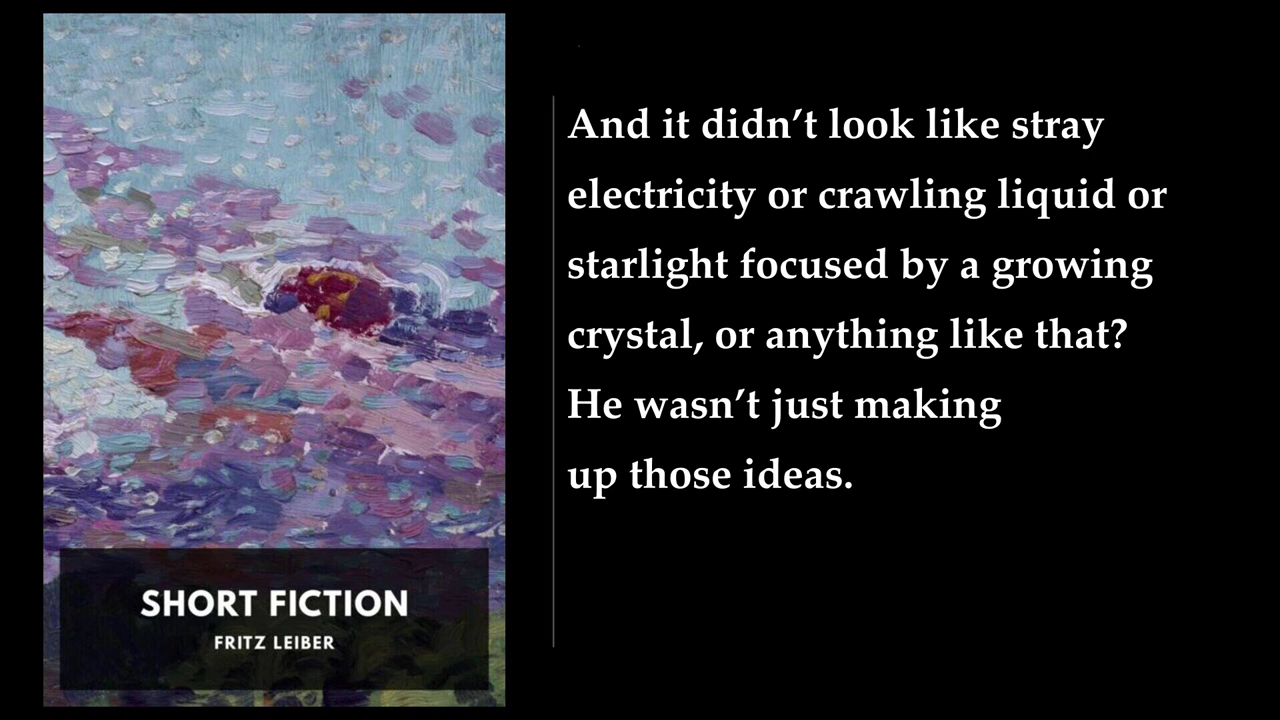 SHORT FICTION
FRITZ LEIBER
And it didn’t look like stray
electricity or crawling liquid or
starlight focused by a growing
crystal, or anything like that?
He wasn’t just making
up those ideas.